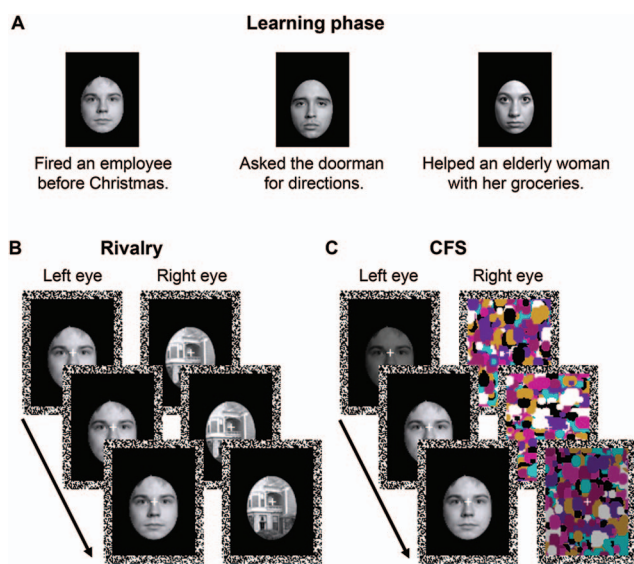 A Learning phase
Fired an employee
before Christmas.
Asked the doorman
for directions.
Helped an elderly woman
with her groceries.
B Rivalry
Left eye Right eye
C CFS
Left eye Right eye